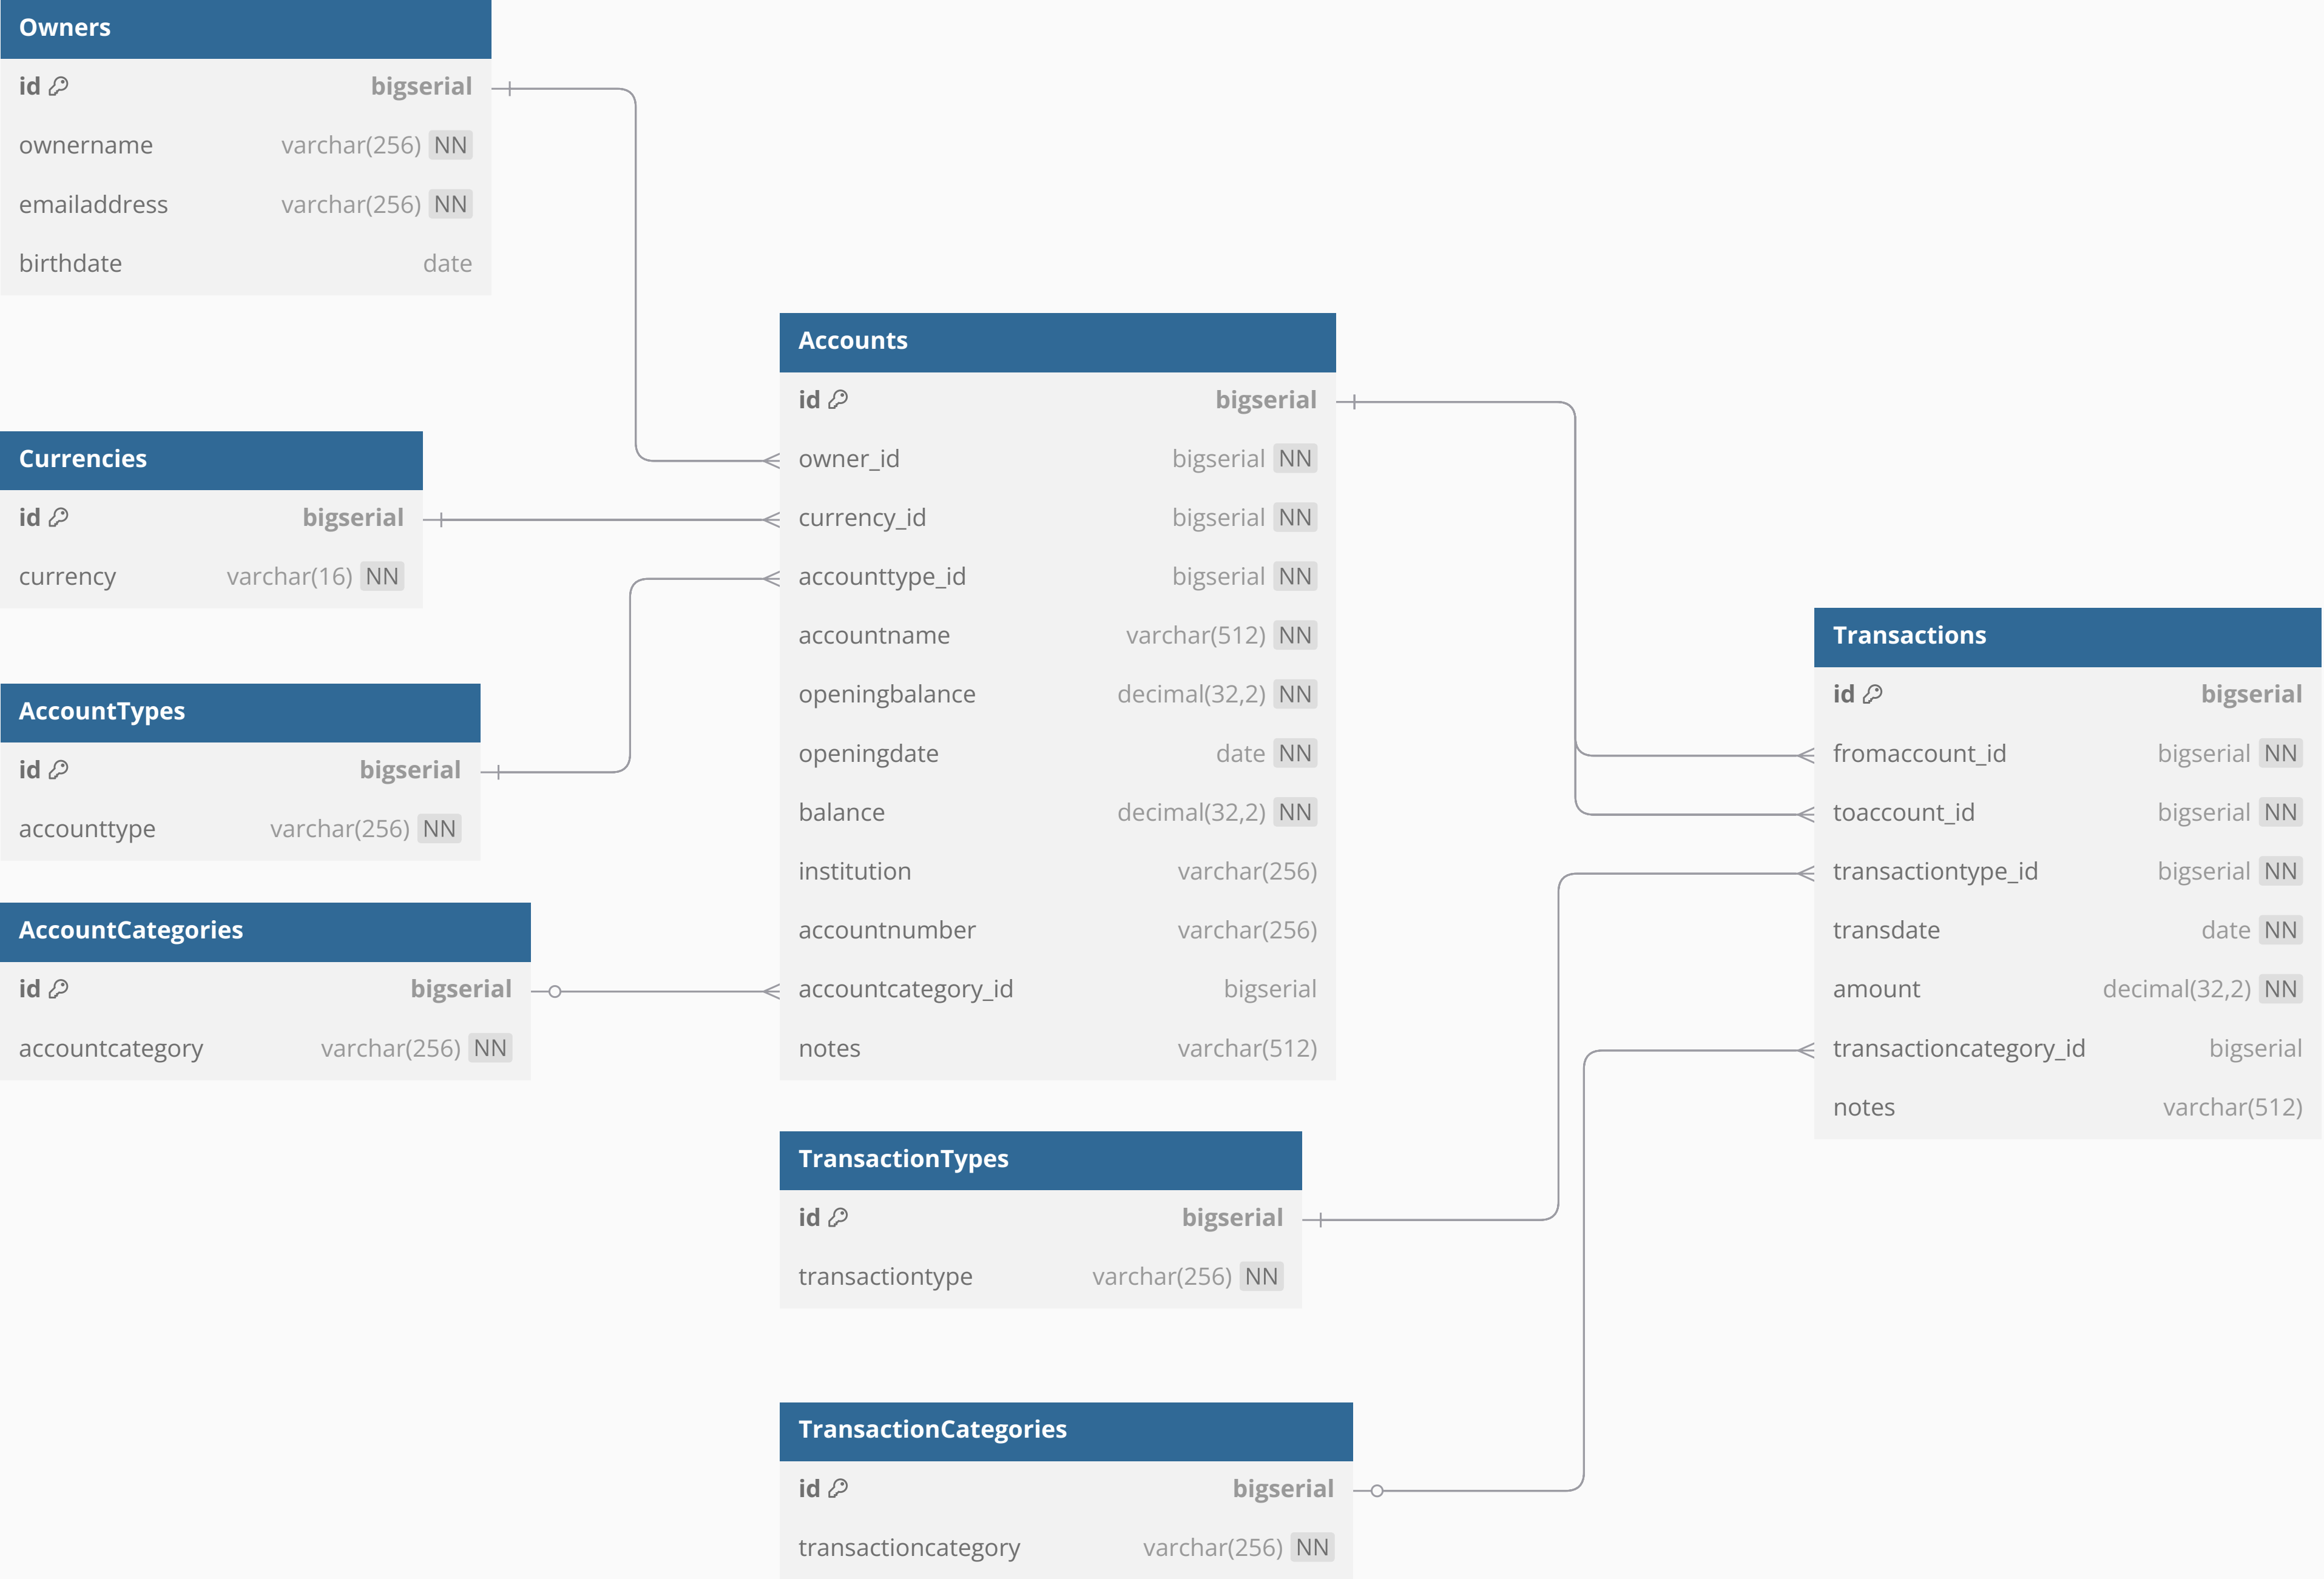 Owners
id bigserial
ownername varchar(256) NN
emailaddress varchar(256) NN
birthdate date
Currencies
id bigserial
currency varchar(16) NN
AccountTypes
id bigserial
accounttype varchar(256) NN
AccountCategories
id bigserial
accountcategory varchar(256) NN
Accounts
id bigserial
owner_id bigserial NN
currency_id bigserial NN
accounttype_id bigserial NN
accountname varchar(512) NN
openingbalance decimal(32,2) NN
openingdate date NN
balance decimal(32,2) NN
institution varchar(256)
accountnumber varchar(256)
accountcategory_id bigserial
notes varchar(512)
TransactionTypes
id bigserial
transactiontype varchar(256) NN
TransactionCategories
id bigserial
transactioncategory varchar(256) NN
Transactions
id bigserial
fromaccount_id bigserial NN
toaccount_id bigserial NN
transactiontype_id bigserial NN
transdate date NN
amount decimal(32,2) NN
transactioncategory_id bigserial
notes varchar(512)